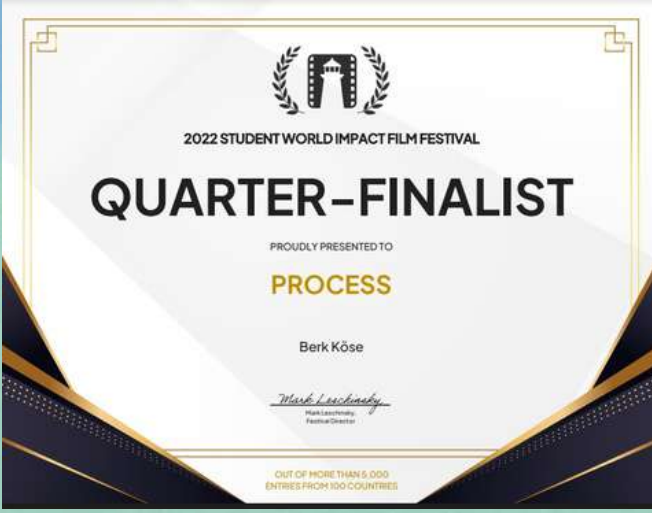 2022 STUDENT WORLD IMPACT FILM FESTIVAL
QUARTER-FINALIST
PROUDLY PRESENTED TO
PROCESS
Berk Köse
Mark Leschinsky
Mark Leschinsky,
Festival Director
OUT OF MORE THAN 5,000
ENTRIES FROM 100 COUNTRIES